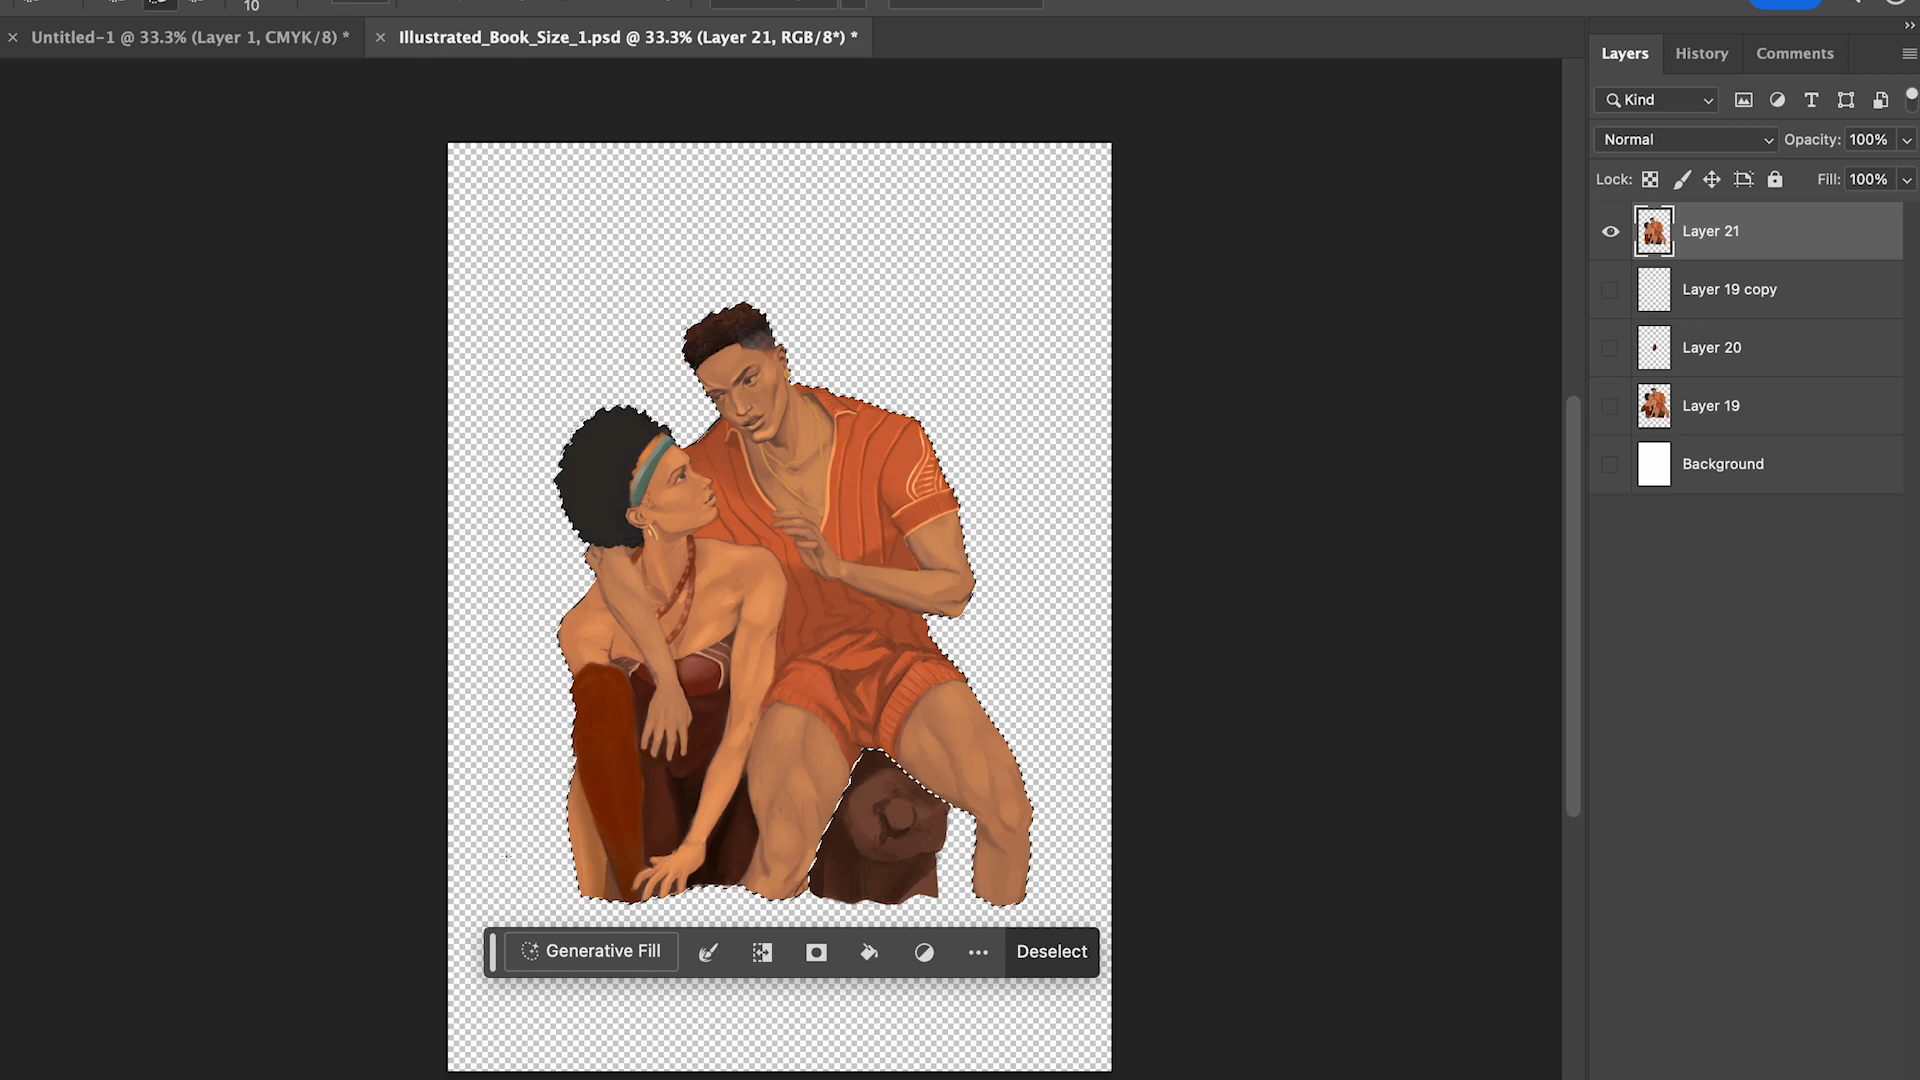 10
Untitled-1 @ 33.3% (Layer 1, CMYK/8) *
Illustrated_Book_Size_1.psd @ 33.3% (Layer 21, RGB/8*) *
Layers
History
Comments
Kind
Normal
Opacity: 100%
Lock:
Fill: 100%
Layer 21
Layer 19 copy
Layer 20
Layer 19
Background
Generative Fill
Deselect